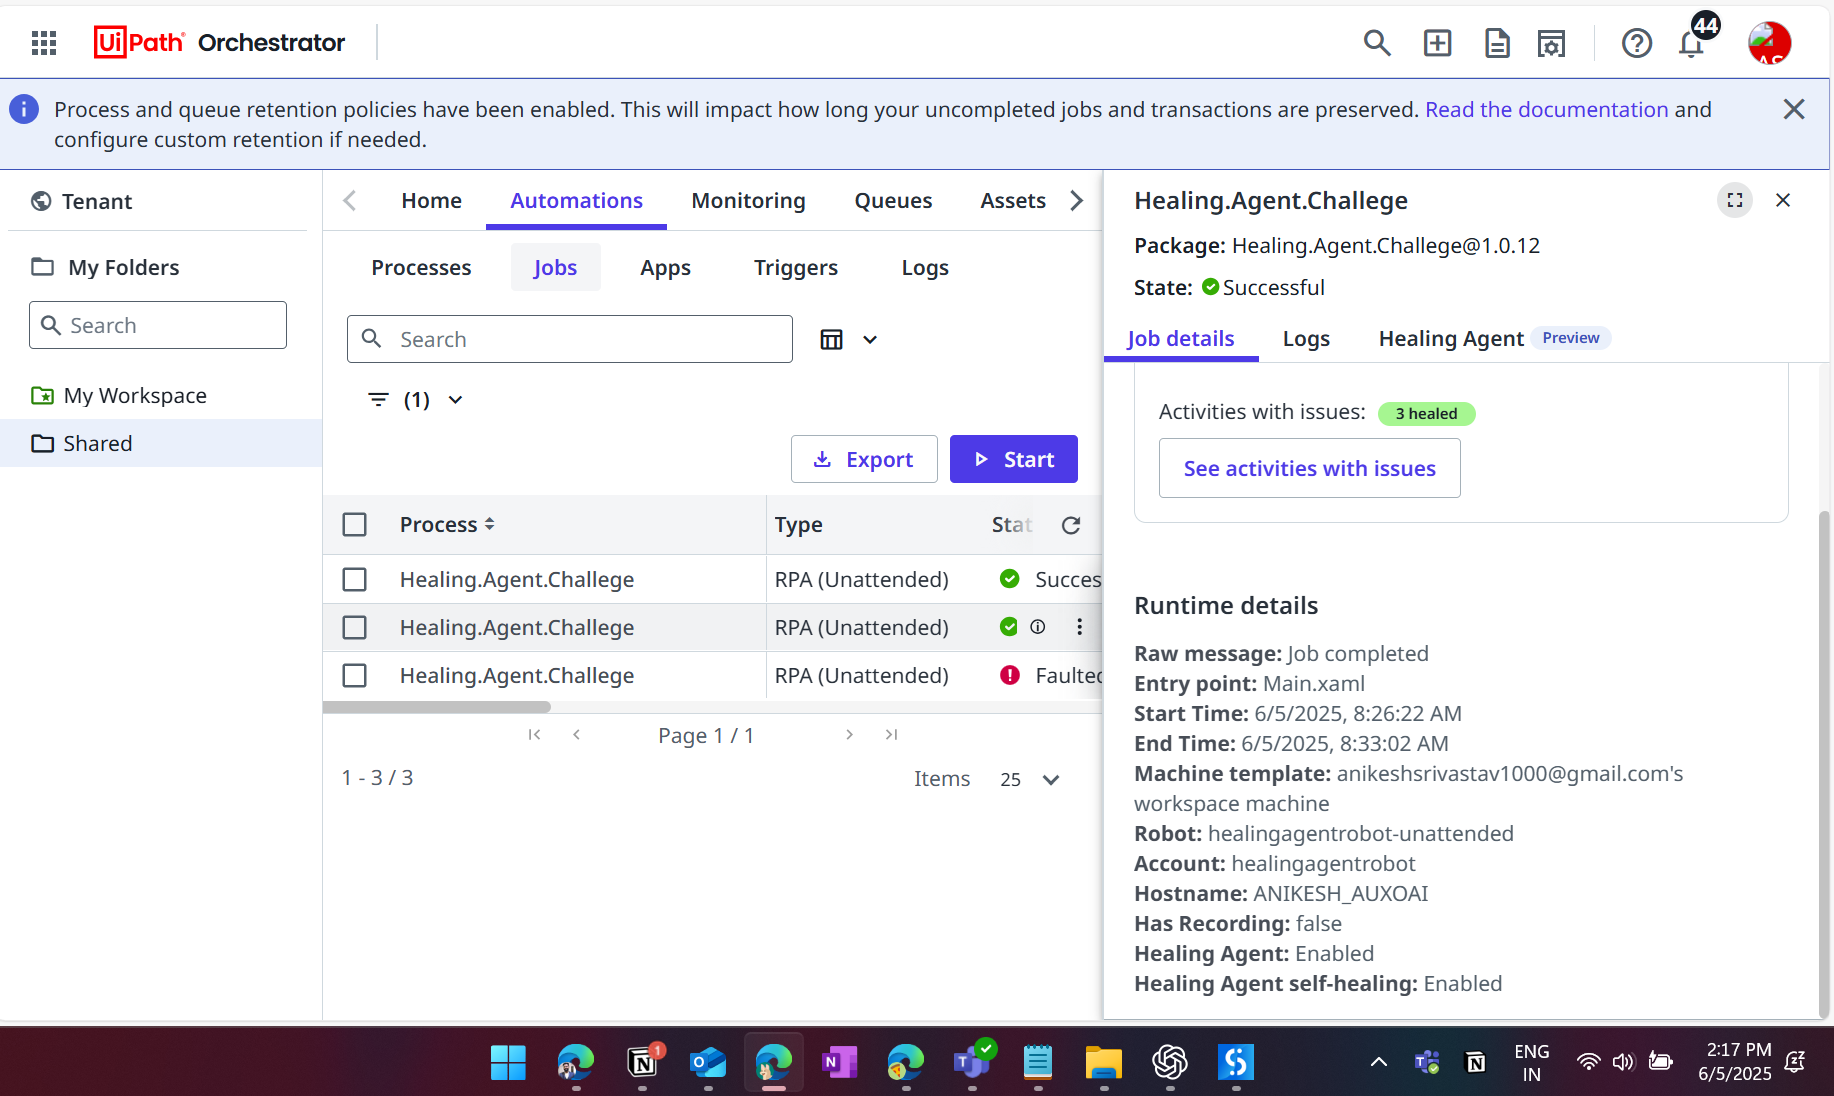 UiPath Orchestrator
44
Process and queue retention policies have been enabled. This will impact how long your uncompleted jobs and transactions are preserved. Read the documentation and
configure custom retention if needed.
Tenant
My Folders
Search
My Workspace
Shared
Home Automations Monitoring Queues Assets
Processes Jobs Apps Triggers Logs
Search
(1)
Export Start
Process Type Stat
Healing.Agent.Challege RPA (Unattended) Succes
Healing.Agent.Challege RPA (Unattended)
Healing.Agent.Challege RPA (Unattended) Faulted
Page 1 / 1
1 - 3 / 3 Items 25
Healing.Agent.Challege
Package: Healing.Agent.Challege@1.0.12
State: Successful
Job details Logs Healing Agent Preview
Activities with issues: 3 healed
See activities with issues
Runtime details
Raw message: Job completed
Entry point: Main.xaml
Start Time: 6/5/2025, 8:26:22 AM
End Time: 6/5/2025, 8:33:02 AM
Machine template: anikeshsrivastav1000@gmail.com's
workspace machine
Robot: healingagentrobot-unattended
Account: healingagentrobot
Hostname: ANIKESH_AUXOAI
Has Recording: false
Healing Agent: Enabled
Healing Agent self-healing: Enabled
1
ENG
IN
2:17 PM
6/5/2025